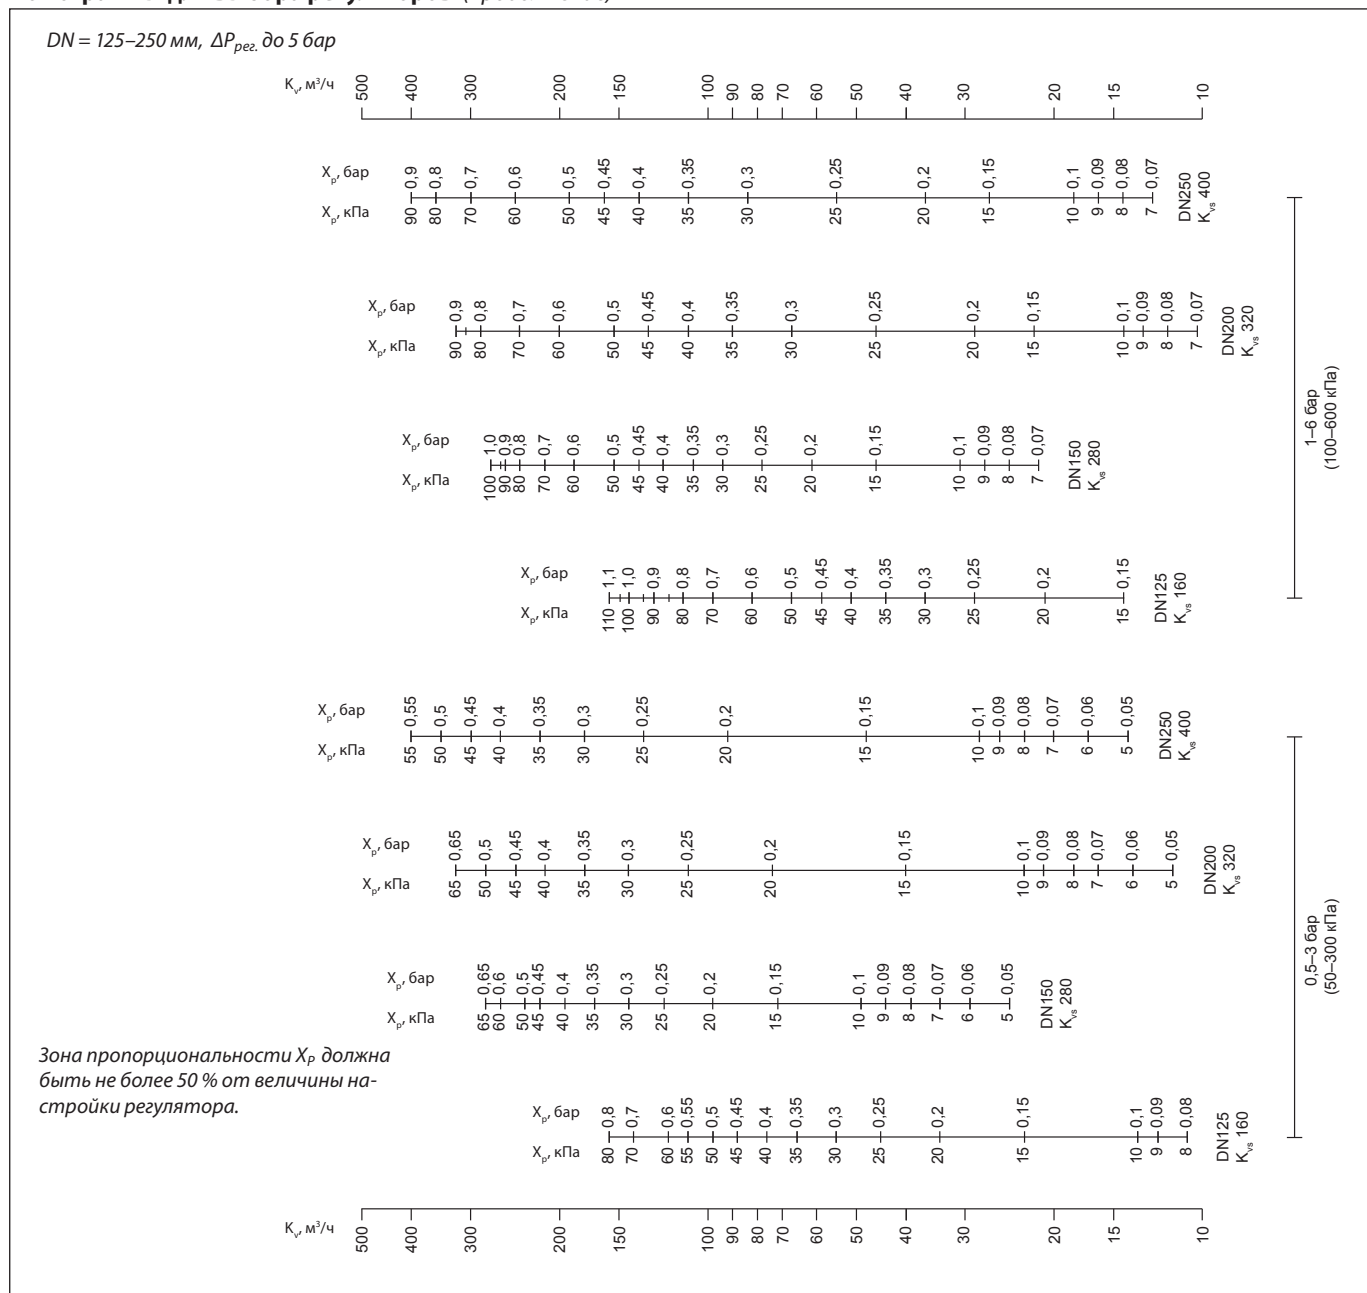 DN = 125–250 мм, ΔPрег. до 5 бар
Kv, м³/ч
500 400 300 200 150 100 90 80 70 60 50 40 30 20 15 10
Xp, бар
0,9 0,8 0,7 0,6 0,5 0,45 0,4 0,35 0,3 0,25 0,2 0,15 0,1 0,09 0,08 0,07
Xp, кПа
90 80 70 60 50 45 40 35 30 25 20 15 10 9 8 7
DN250
Kvs 400
Xp, бар
0,9 0,8 0,7 0,6 0,5 0,45 0,4 0,35 0,3 0,25 0,2 0,15 0,1 0,09 0,08 0,07
Xp, кПа
90 80 70 60 50 45 40 35 30 25 20 15 10 9 8 7
DN200
Kvs 320
1–6 бар
(100–600 кПа)
Xp, бар
1,0 0,9 0,8 0,7 0,6 0,5 0,45 0,4 0,35 0,3 0,25 0,2 0,15 0,1 0,09 0,08 0,07
Xp, кПа
100 90 80 70 60 50 45 40 35 30 25 20 15 10 9 8 7
DN150
Kvs 280
Xp, бар
1,1 1,0 0,9 0,8 0,7 0,6 0,5 0,45 0,4 0,35 0,3 0,25 0,2 0,15
Xp, кПа
110 100 90 80 70 60 50 45 40 35 30 25 20 15
DN125
Kvs 160
Xp, бар
0,55 0,5 0,45 0,4 0,35 0,3 0,25 0,2 0,15 0,1 0,09 0,08 0,07 0,06 0,05
Xp, кПа
55 50 45 40 35 30 25 20 15 10 9 8 7 6 5
DN250
Kvs 400
Xp, бар
0,65 0,5 0,45 0,4 0,35 0,3 0,25 0,2 0,15 0,1 0,09 0,08 0,07 0,06 0,05
Xp, кПа
65 50 45 40 35 30 25 20 15 10 9 8 7 6 5
DN200
Kvs 320
0,5–3 бар
(50–300 кПа)
Xp, бар
0,65 0,6 0,5 0,45 0,4 0,35 0,3 0,25 0,2 0,15 0,1 0,09 0,08 0,07 0,06 0,05
Xp, кПа
65 60 50 45 40 35 30 25 20 15 10 9 8 7 6 5
DN150
Kvs 280
Зона пропорциональности XP должна
быть не более 50 % от величины на-
стройки регулятора.
Xp, бар
0,8 0,7 0,6 0,55 0,5 0,45 0,4 0,35 0,3 0,25 0,2 0,15 0,1 0,09 0,08
Xp, кПа
80 70 60 55 50 45 40 35 30 25 20 15 10 9 8
DN125
Kvs 160
Kv, м³/ч
500 400 300 200 150 100 90 80 70 60 50 40 30 20 15 10